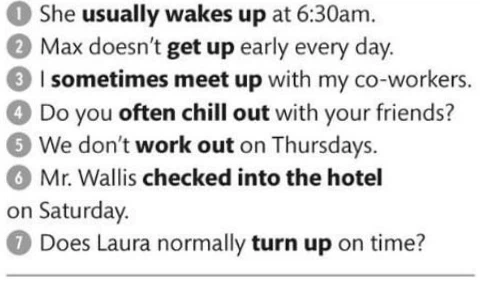 1 She usually wakes up at 6:30am.
2 Max doesn't get up early every day.
3 I sometimes meet up with my co-workers.
4 Do you often chill out with your friends?
5 We don't work out on Thursdays.
6 Mr. Wallis checked into the hotel
on Saturday.
7 Does Laura normally turn up on time?